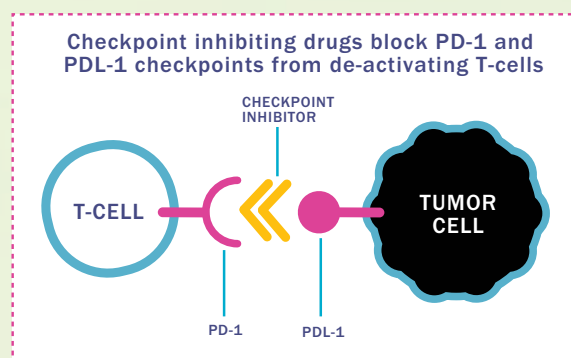 Checkpoint inhibiting drugs block PD-1 and
PDL-1 checkpoints from de-activating T-cells
CHECKPOINT
INHIBITOR
T-CELL
TUMOR
CELL
PD-1
PDL-1